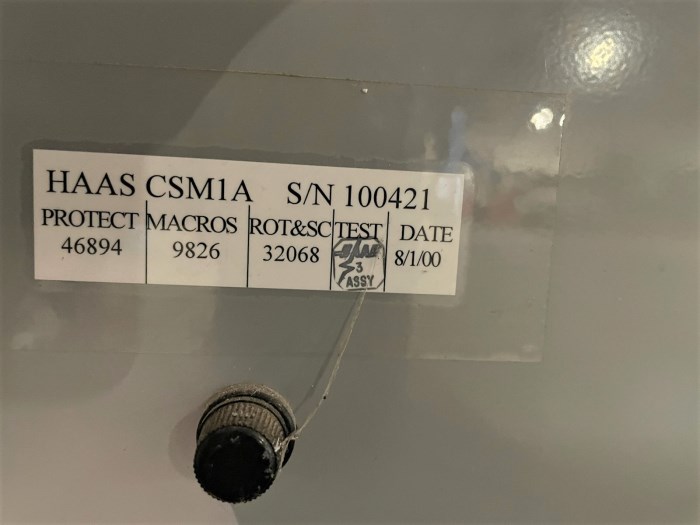 HAAS CSM1A S/N 100421
PROTECT MACROS ROT&SC TEST DATE
46894 9826 32068 8/1/00
HAAS
3
ASSY